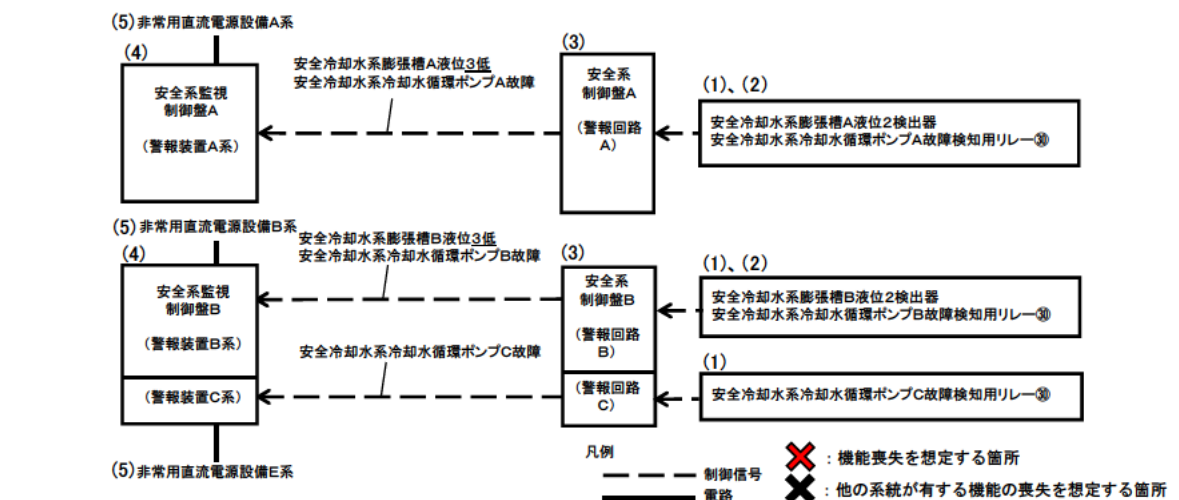 (5)非常用直流電源設備A系
(4)
安全系監視
制御盤A
(警報装置A系)
安全冷却水系膨張槽A液位3低
安全冷却水系冷却水循環ポンプA故障
(3)
安全系
制御盤A
(警報回路
A)
(1)、(2)
安全冷却水系膨張槽A液位2検出器
安全冷却水系冷却水循環ポンプA故障検知用リレー㉚
(5)非常用直流電源設備B系
(4)
安全系監視
制御盤B
(警報装置B系)
(警報装置C系)
安全冷却水系膨張槽B液位3低
安全冷却水系冷却水循環ポンプB故障
安全冷却水系冷却水循環ポンプC故障
(3)
安全系
制御盤B
(警報回路
B)
(警報回路
C)
(1)、(2)
安全冷却水系膨張槽B液位2検出器
安全冷却水系冷却水循環ポンプB故障検知用リレー㉚
(1)
安全冷却水系冷却水循環ポンプC故障検知用リレー㉚
(5)非常用直流電源設備E系
凡例
制御信号
電路
：機能喪失を想定する箇所
：他の系統が有する機能の喪失を想定する箇所